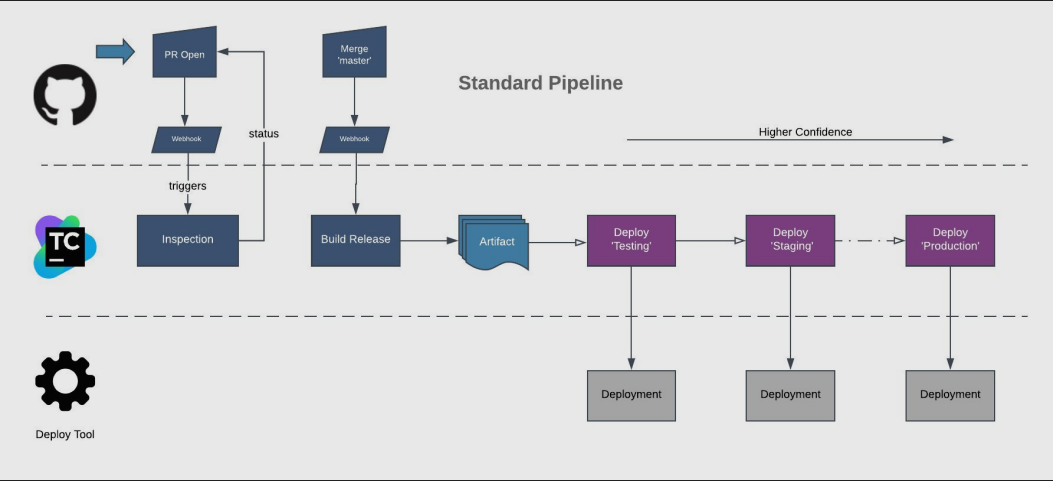 Standard Pipeline
PR Open
Merge
'master'
Webhook
status
Webhook
Higher Confidence
triggers
TC
Inspection
Build Release
Artifact
Deploy
'Testing'
Deploy
'Staging'
Deploy
'Production'
Deployment
Deployment
Deployment
Deploy Tool